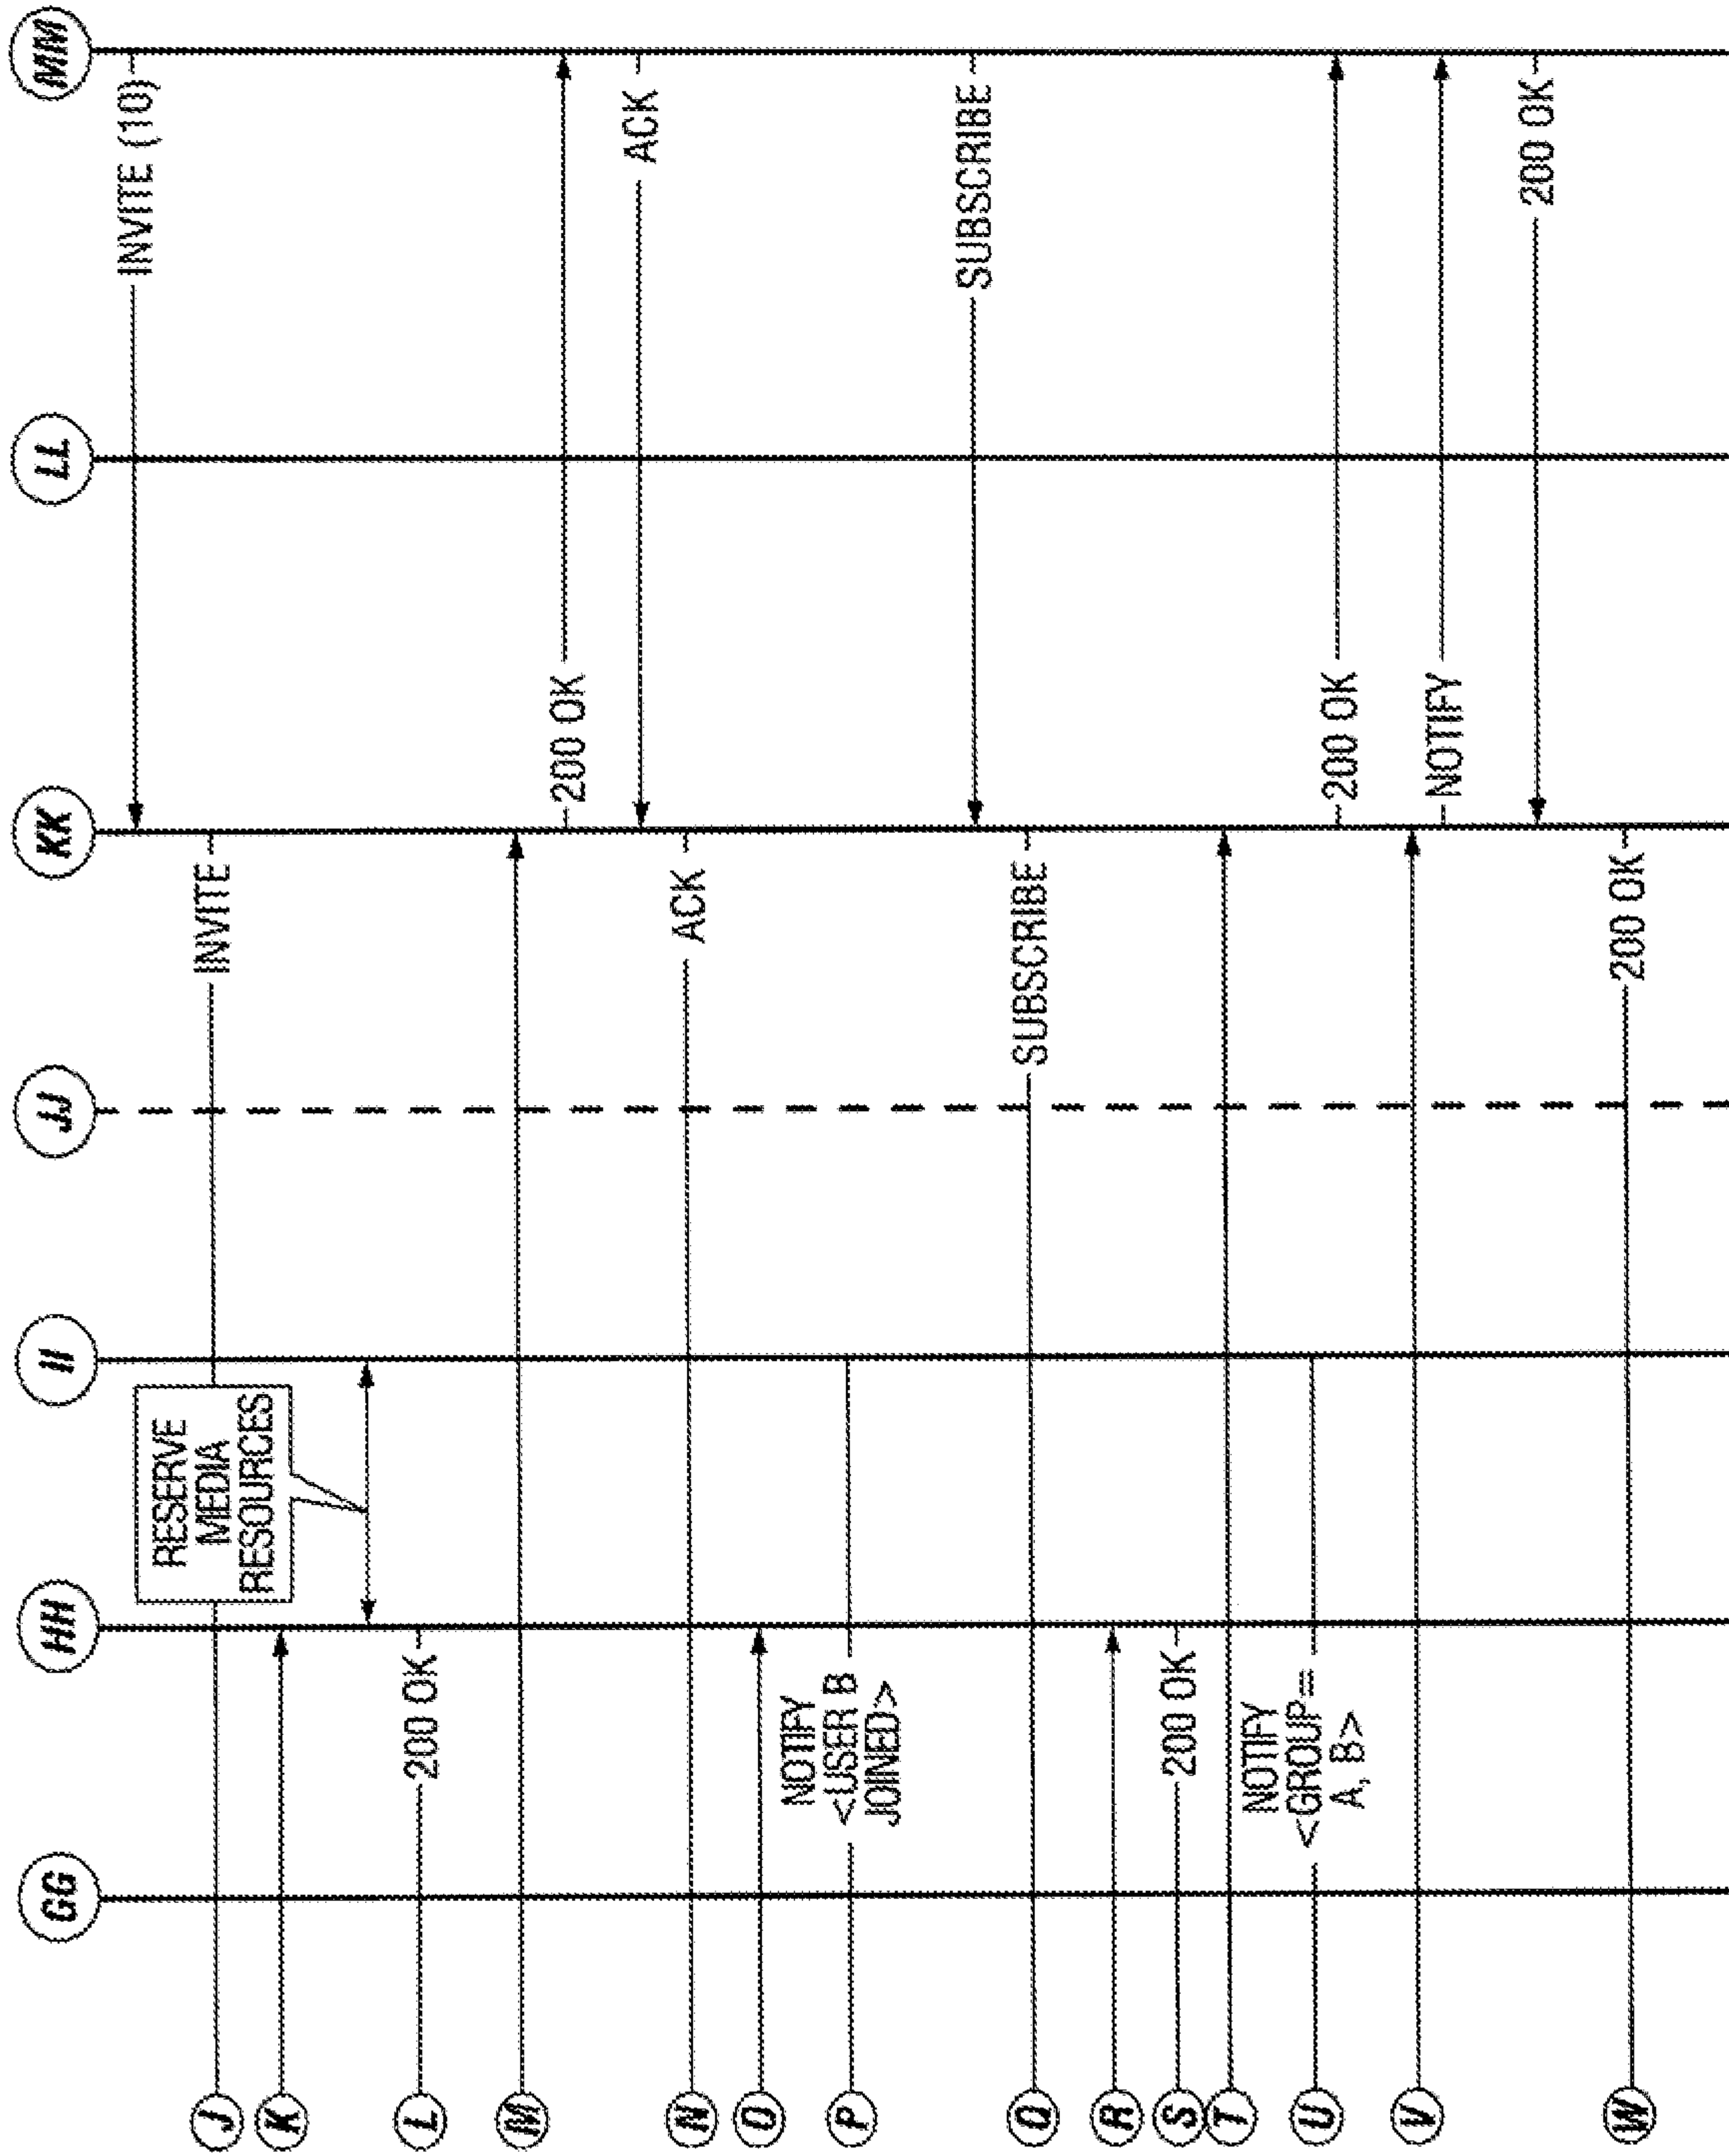 GG
HH
II
JJ
KK
LL
MM
INVITE (10)
J
INVITE
RESERVE
MEDIA
RESOURCES
K
L
200 OK
M
200 OK
ACK
N
ACK
O
NOTIFY
<USER B
JOINED>
P
SUBSCRIBE
Q
SUBSCRIBE
R
S
200 OK
T
NOTIFY
<GROUP=
A, B>
U
200 OK
V
NOTIFY
200 OK
W
200 OK